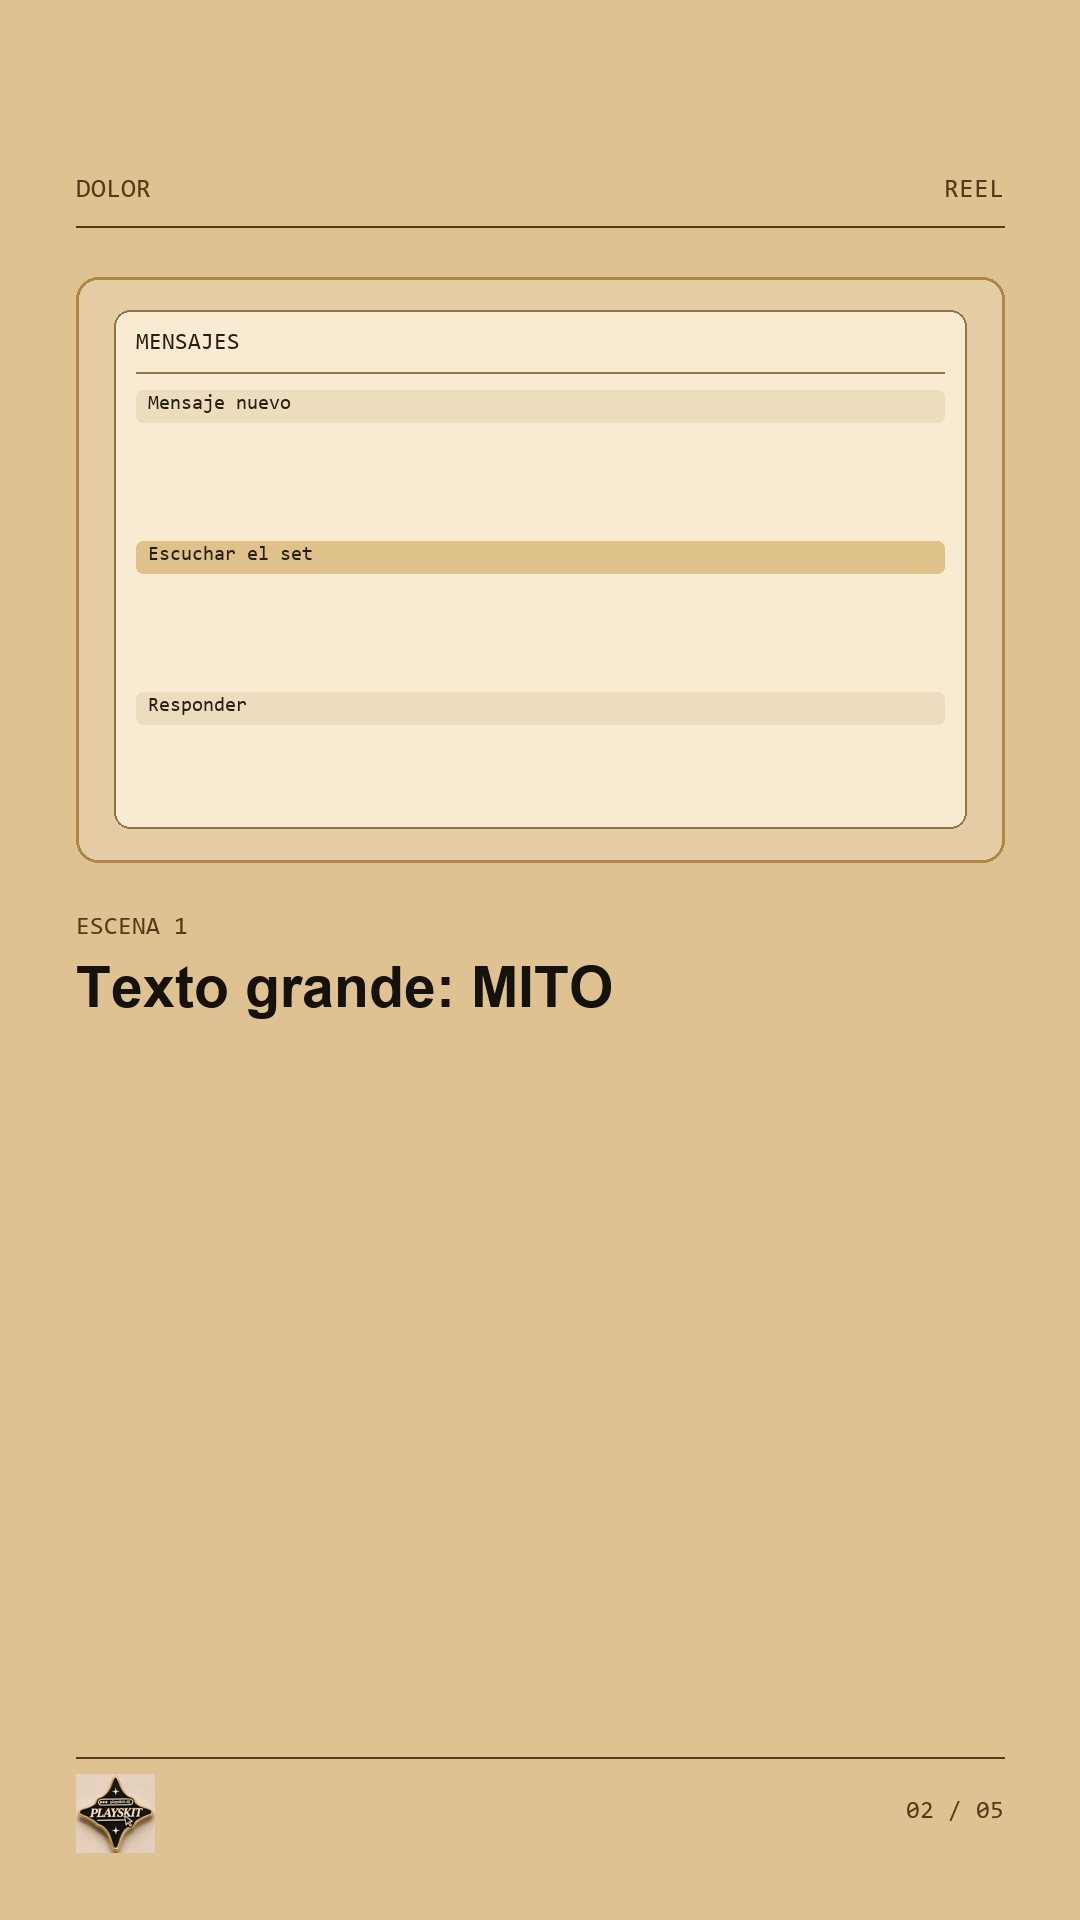 DOLOR REEL
MENSAJES
Mensaje nuevo
Escuchar el set
Responder
ESCENA 1
Texto grande: MITO
PLAYSKIT
02 / 05